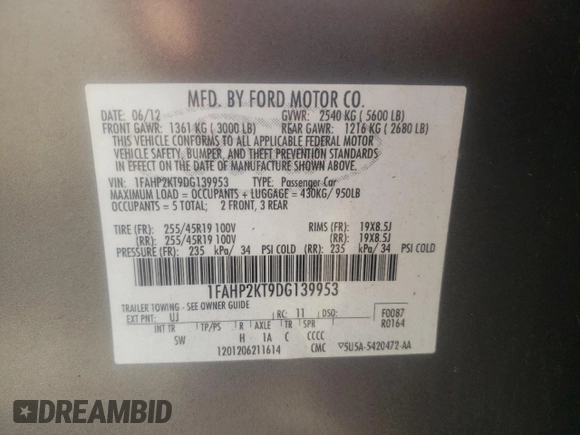 MFD. BY FORD MOTOR CO.
DATE: 06/12 GVWR: 2540 KG ( 5600 LB)
FRONT GAWR: 1361 KG ( 3000 LB) REAR GAWR: 1216 KG ( 2680 LB)
THIS VEHICLE CONFORMS TO ALL APPLICABLE FEDERAL MOTOR
VEHICLE SAFETY, BUMPER, AND THEFT PREVENTION STANDARDS
IN EFFECT ON THE DATE OF MANUFACTURE SHOWN ABOVE.
VIN: 1FAHP2KT9DG139953 TYPE: Passenger Car
MAXIMUM LOAD = OCCUPANTS + LUGGAGE = 430KG/ 950LB
OCCUPANTS = 5 TOTAL; 2 FRONT, 3 REAR
TIRE (FR): 255/45R19 100V RIMS (FR): 19X8.5J
(RR): 255/45R19 100V (RR): 19X8.5J
PRESSURE (FR): 235 kPa/ 34 PSI COLD (RR): 235 kPa/ 34 PSI COLD
1FAHP2KT9DG139953
TRAILER TOWING - SEE OWNER GUIDE
EXT PNT: UJ RC: 11 DSO: F0087
R0164
INT TR TP/PS R AXLE TR SPR
SW H 1A C CCCC
1201206211614 CMC 5U5A-5420472-AA
DREAMBID